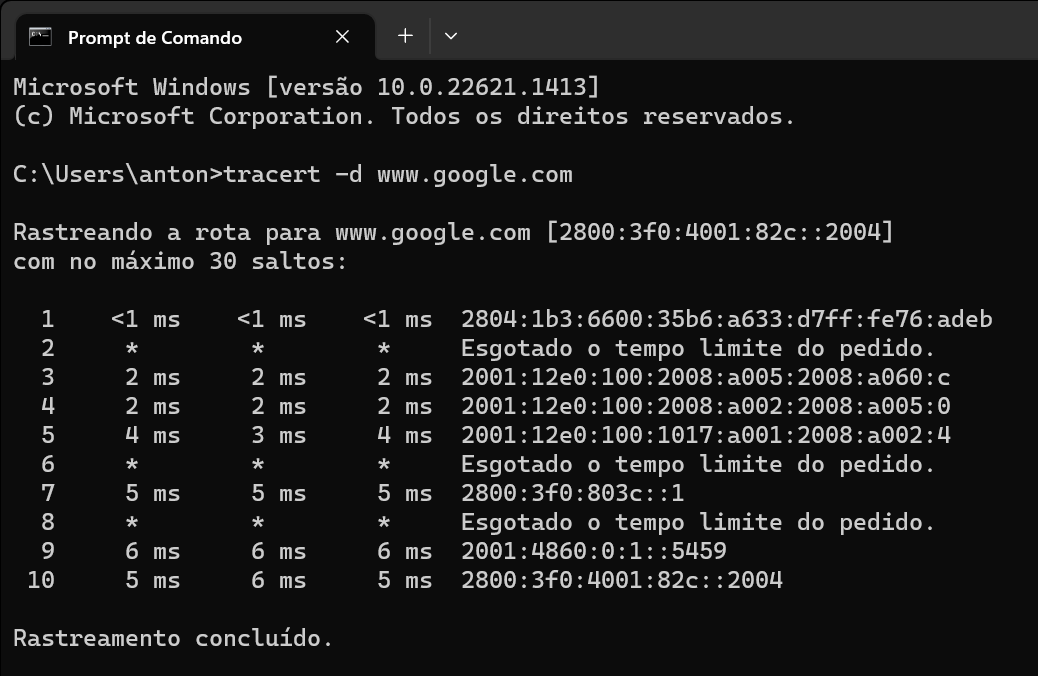 Prompt de Comando
Microsoft Windows [versão 10.0.22621.1413]
(c) Microsoft Corporation. Todos os direitos reservados.
C:\Users\anton>tracert -d www.google.com
Rastreando a rota para www.google.com [2800:3f0:4001:82c::2004]
com no máximo 30 saltos:
1 <1 ms <1 ms <1 ms 2804:1b3:6600:35b6:a633:d7ff:fe76:adeb
2 * * * Esgotado o tempo limite do pedido.
3 2 ms 2 ms 2 ms 2001:12e0:100:2008:a005:2008:a060:c
4 2 ms 2 ms 2 ms 2001:12e0:100:2008:a002:2008:a005:0
5 4 ms 3 ms 4 ms 2001:12e0:100:1017:a001:2008:a002:4
6 * * * Esgotado o tempo limite do pedido.
7 5 ms 5 ms 5 ms 2800:3f0:803c::1
8 * * * Esgotado o tempo limite do pedido.
9 6 ms 6 ms 6 ms 2001:4860:0:1::5459
10 5 ms 6 ms 5 ms 2800:3f0:4001:82c::2004
Rastreamento concluído.